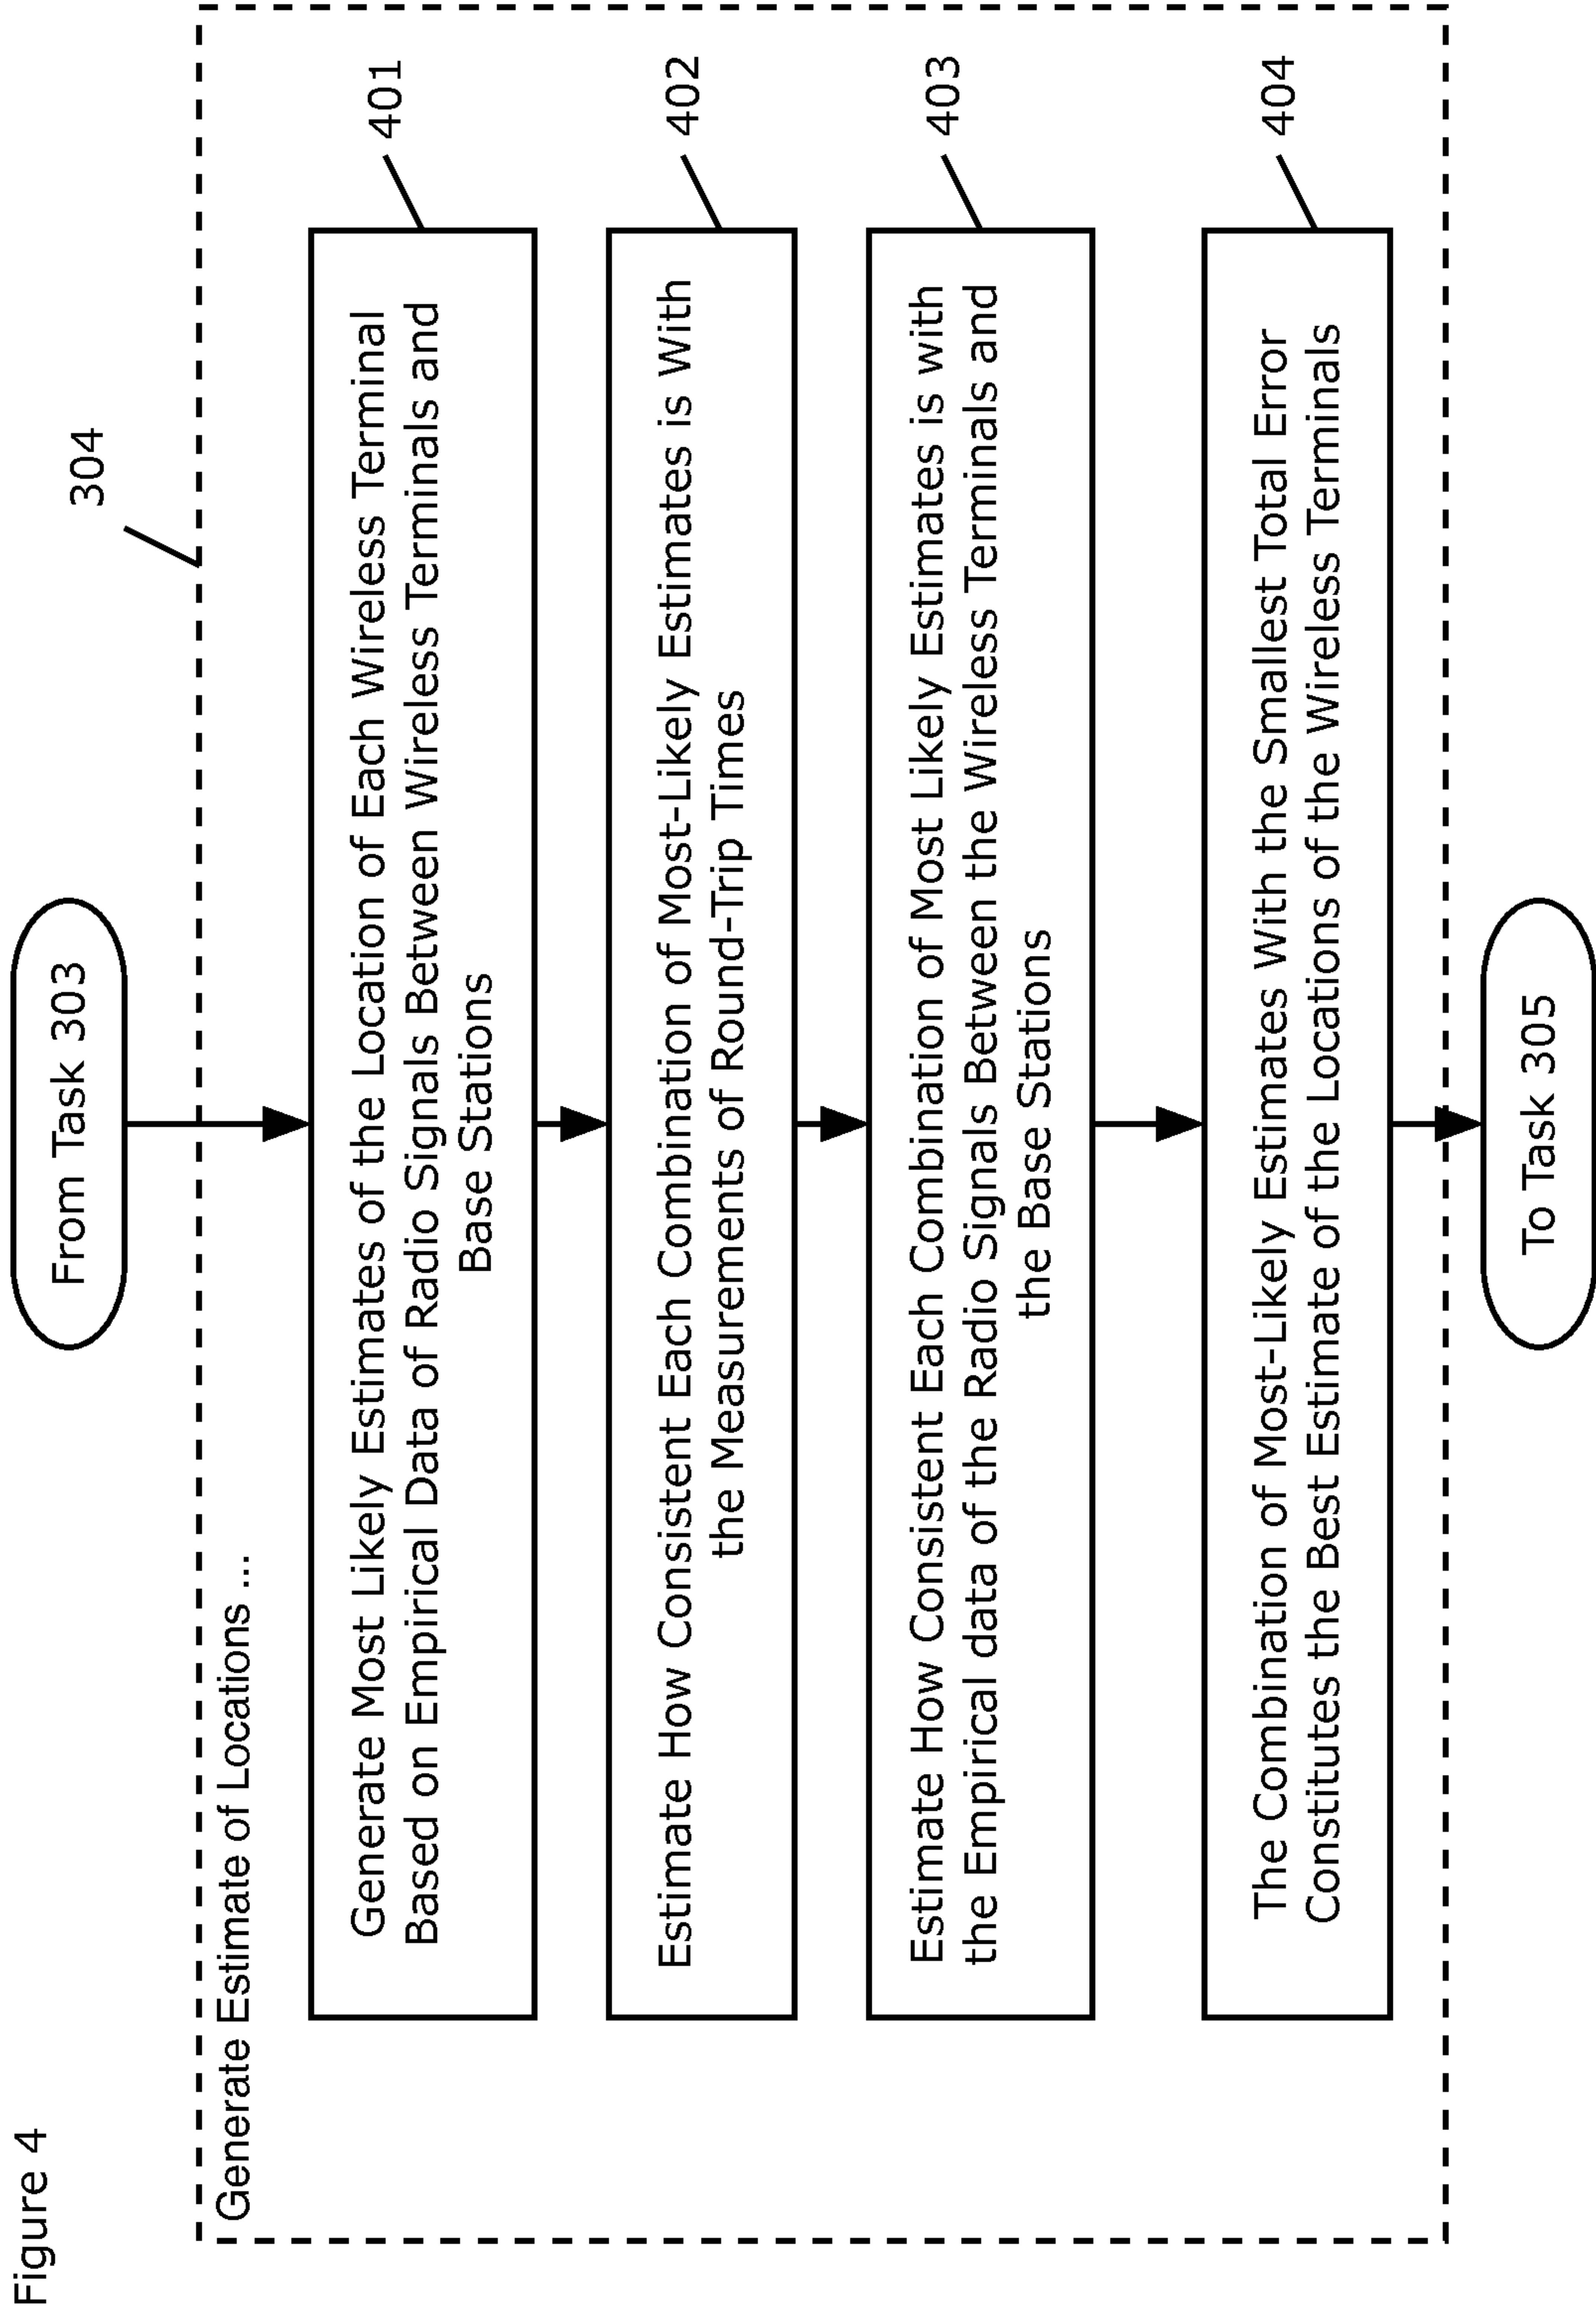 Figure 4
From Task 303
304
Generate Estimate of Locations ...
401
Generate Most Likely Estimates of the Location of Each Wireless Terminal
Based on Empirical Data of Radio Signals Between Wireless Terminals and
Base Stations
402
Estimate How Consistent Each Combination of Most-Likely Estimates is With
the Measurements of Round-Trip Times
403
Estimate How Consistent Each Combination of Most Likely Estimates is with
the Empirical data of the Radio Signals Between the Wireless Terminals and
the Base Stations
404
The Combination of Most-Likely Estimates With the Smallest Total Error
Constitutes the Best Estimate of the Locations of the Wireless Terminals
To Task 305